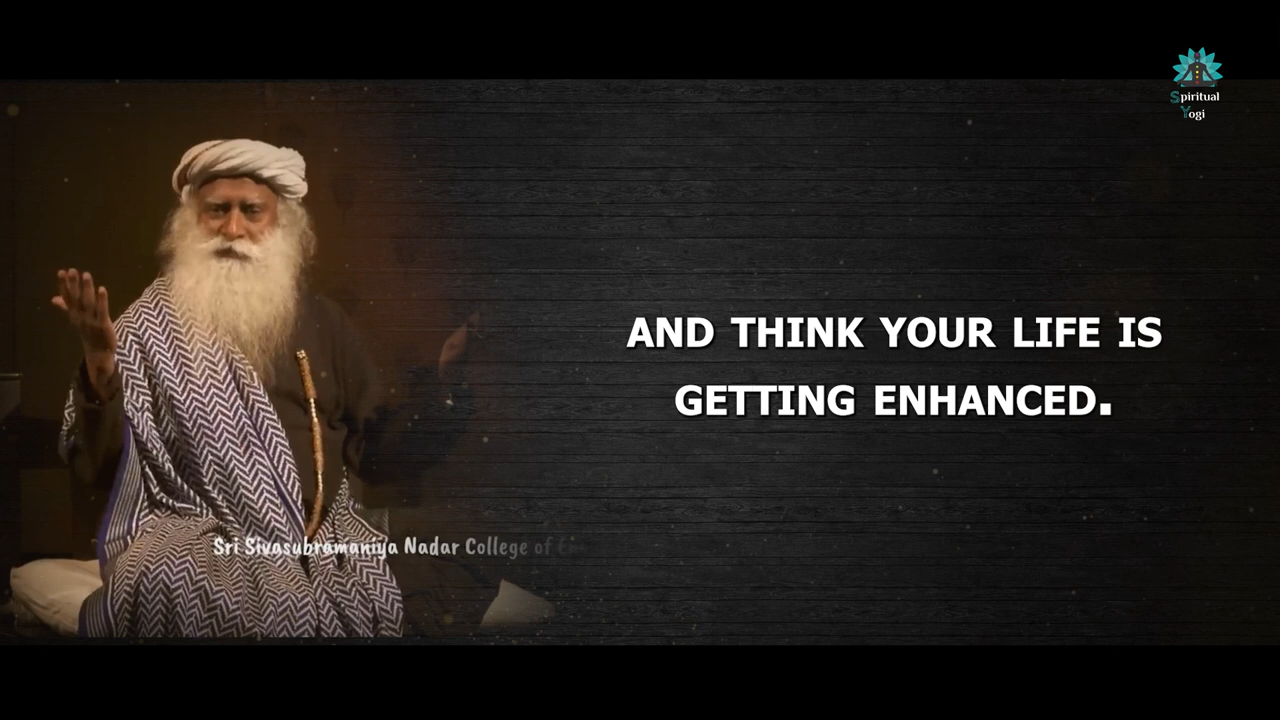 Spiritual
Yogi
AND THINK YOUR LIFE IS
GETTING ENHANCED.
Sri Sivasubramaniya Nadar College of